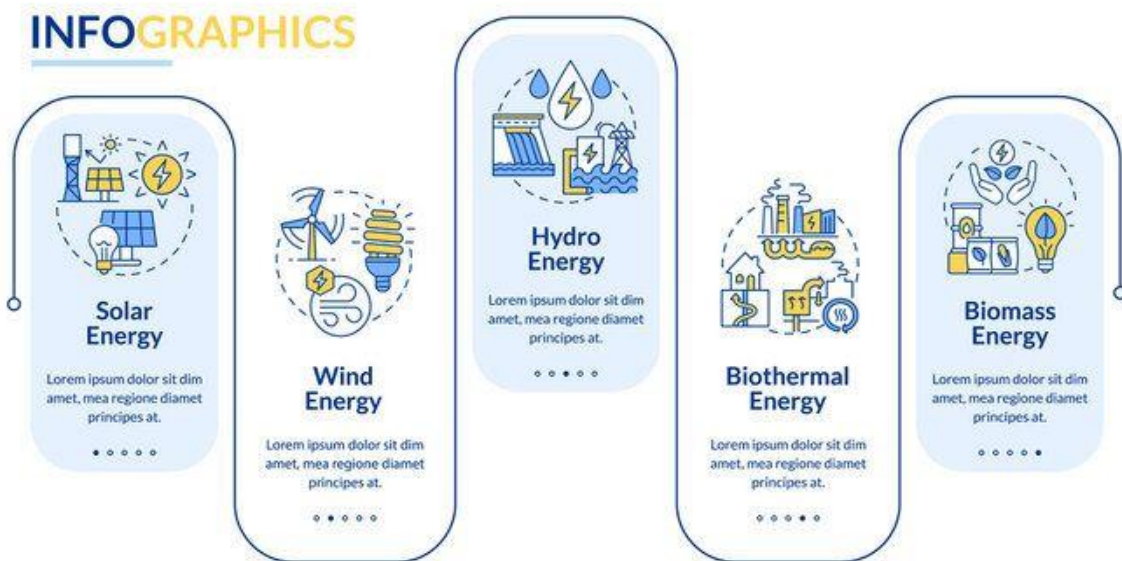 INFOGRAPHICS
Solar
Energy
Lorem ipsum dolor sit dim
amet, mea regione diamet
principes at.
Wind
Energy
Lorem ipsum dolor sit dim
amet, mea regione diamet
principes at.
Hydro
Energy
Lorem ipsum dolor sit dim
amet, mea regione diamet
principes at.
Biothermal
Energy
Lorem ipsum dolor sit dim
amet, mea regione diamet
principes at.
Biomass
Energy
Lorem ipsum dolor sit dim
amet, mea regione diamet
principes at.